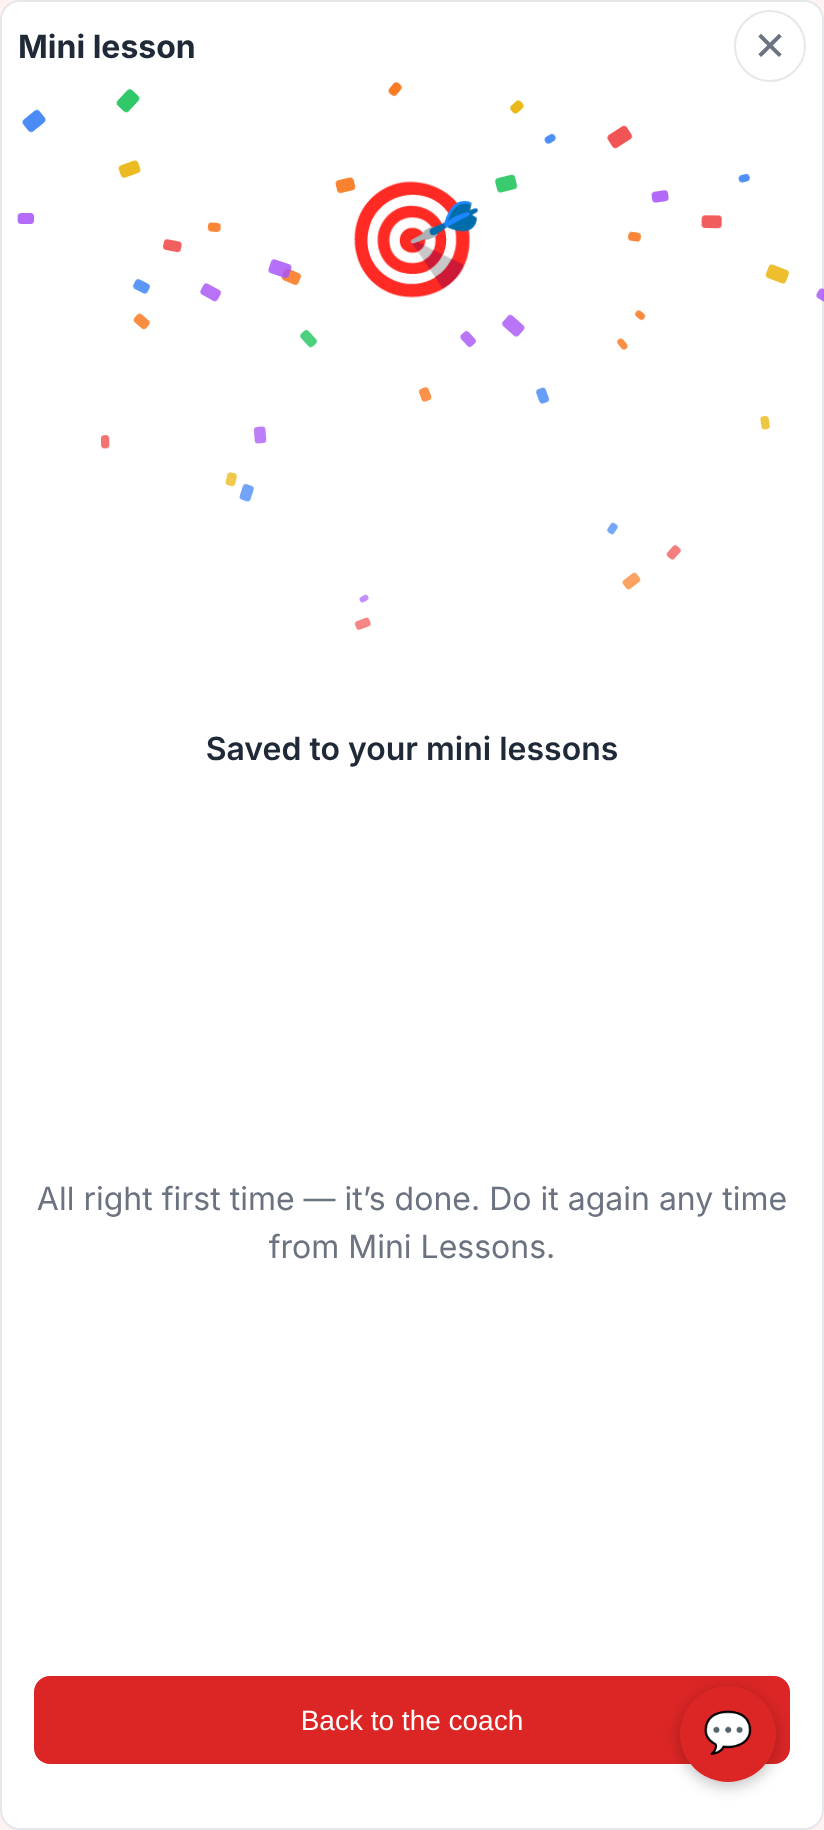 Mini lesson
Saved to your mini lessons
All right first time — it’s done. Do it again any time
from Mini Lessons.
Back to the coach